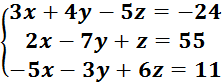 3x + 4y − 5z = −24
2x − 7y + z = 55
−5x − 3y + 6z = 11